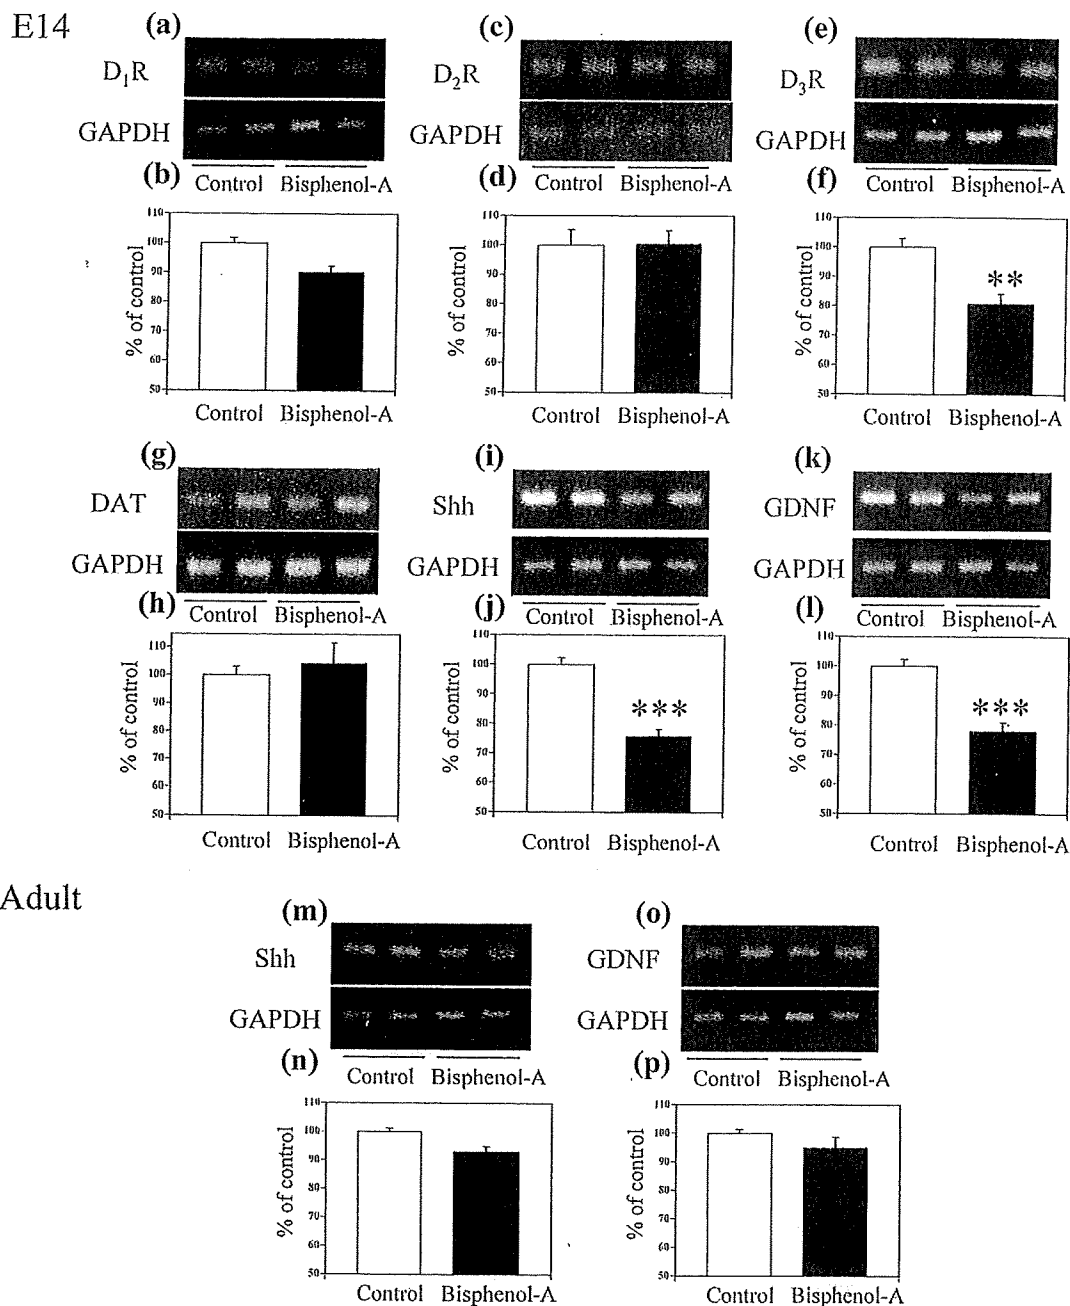 E14
(a) (c) (e)
D1R D2R D3R
GAPDH GAPDH GAPDH
Control Bisphenol-A Control Bisphenol-A Control Bisphenol-A
(b) (d) (f)
% of control % of control % of control
110 110 110
100 100 100
90 90 90
80 80 80
70 70 70
60 60 60
50 50 50
**
Control Bisphenol-A Control Bisphenol-A Control Bisphenol-A
(g) (i) (k)
DAT Shh GDNF
GAPDH GAPDH GAPDH
Control Bisphenol-A Control Bisphenol-A Control Bisphenol-A
(h) (j) (l)
% of control % of control % of control
110 110 110
100 100 100
90 90 90
80 80 80
70 70 70
60 60 60
50 50 50
*** ***
Control Bisphenol-A Control Bisphenol-A Control Bisphenol-A
Adult
(m) (o)
Shh GDNF
GAPDH GAPDH
Control Bisphenol-A Control Bisphenol-A
(n) (p)
% of control % of control
110 110
100 100
90 90
80 80
70 70
60 60
50 50
Control Bisphenol-A Control Bisphenol-A